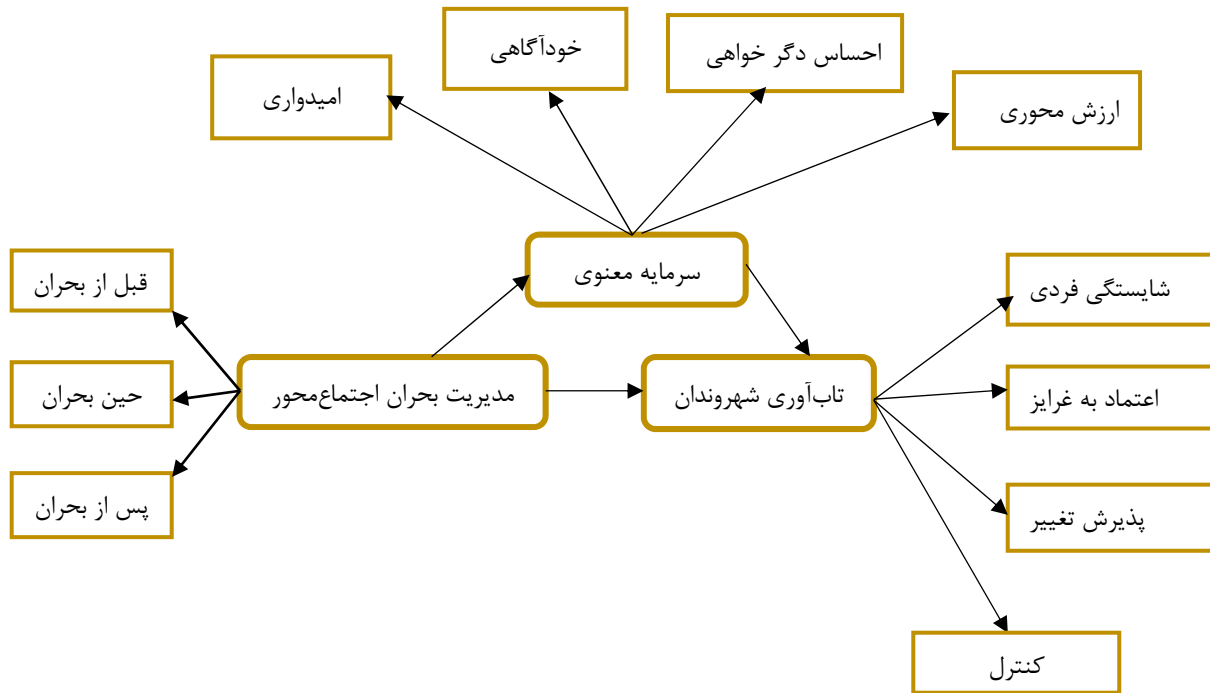 خودآگاهی
احساس دگر خواهی
امیدواری
ارزش محوری
سرمایه معنوی
قبل از بحران
شایستگی فردی
حین بحران
مدیریت بحران اجتماع‌محور
تاب‌آوری شهروندان
اعتماد به غرایز
پس از بحران
پذیرش تغییر
کنترل